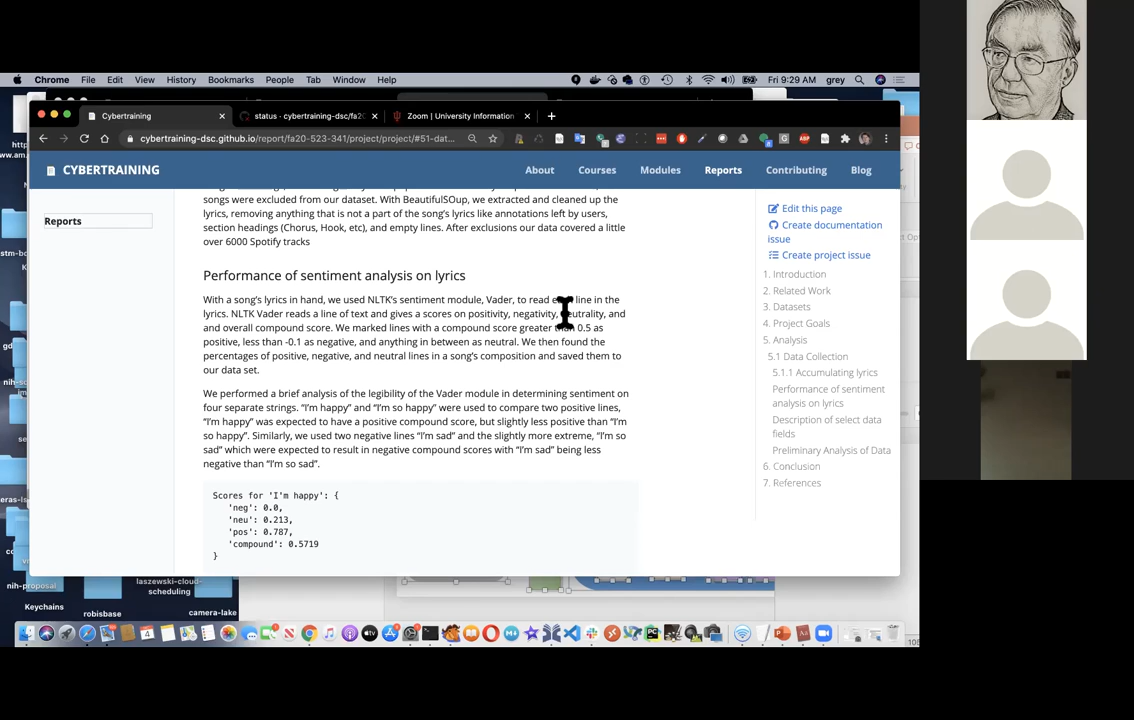 Chrome File Edit View History Bookmarks People Tab Window Help Fri 9:29 AM grey
Cybertraining
status · cybertraining-dsc/fa20
Zoom | University Information
cybertraining-dsc.github.io/report/fa20-523-341/project/project/#51-dat...
CYBERTRAINING
About Courses Modules Reports Contributing Blog
Reports
songs were excluded from our dataset. With BeautifulSOup, we extracted and cleaned up the
lyrics, removing anything that is not a part of the song's lyrics like annotations left by users,
section headings (Chorus, Hook, etc), and empty lines. After exclusions our data covered a little
over 6000 Spotify tracks
Performance of sentiment analysis on lyrics
With a song's lyrics in hand, we used NLTK's sentiment module, Vader, to read line in the
lyrics. NLTK Vader reads a line of text and gives a scores on positivity, negativity, neutrality, and
and overall compound score. We marked lines with a compound score greater than 0.5 as
positive, less than -0.1 as negative, and anything in between as neutral. We then found the
percentages of positive, negative, and neutral lines in a song's composition and saved them to
our data set.
We performed a brief analysis of the legibility of the Vader module in determining sentiment on
four separate strings. "I'm happy" and "I'm so happy" were used to compare two positive lines,
"I'm happy" was expected to have a positive compound score, but slightly less positive than "I'm
so happy". Similarly, we used two negative lines "I'm sad" and the slightly more extreme, "I'm so
sad" which were expected to result in negative compound scores with "I'm sad" being less
negative than "I'm so sad".
Scores for 'I'm happy': {
'neg': 0.0,
'neu': 0.213,
'pos': 0.787,
'compound': 0.5719
}
Edit this page
Create documentation
issue
Create project issue
1. Introduction
2. Related Work
3. Datasets
4. Project Goals
5. Analysis
5.1 Data Collection
5.1.1 Accumulating lyrics
Performance of sentiment
analysis on lyrics
Description of select data
fields
Preliminary Analysis of Data
6. Conclusion
7. References
nih-proposal
Keychains
robisbase
laszewski-cloud-
scheduling
camera-lake